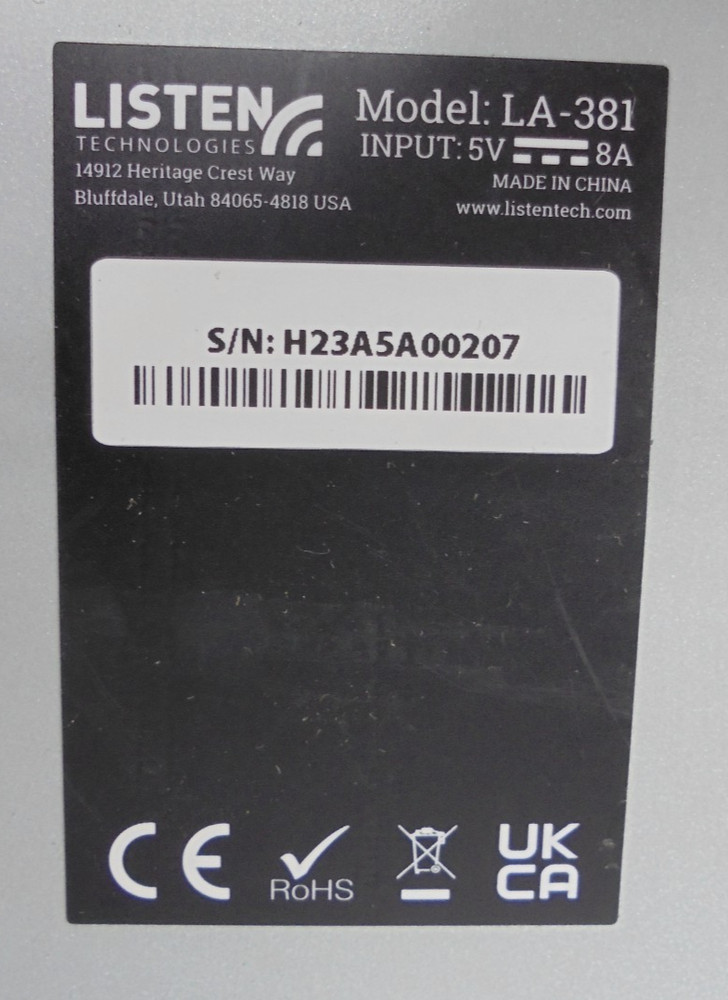 LISTEN
TECHNOLOGIES
14912 Heritage Crest Way
Bluffdale, Utah 84065-4818 USA
Model: LA-381
INPUT: 5V ⎓ 8A
MADE IN CHINA
www.listentech.com
S/N: H23A5A00207
CE
RoHS
UK
CA